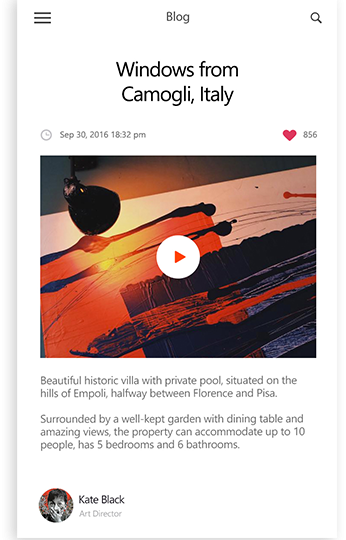 Blog
Windows from
Camogli, Italy
Sep 30, 2016 18:32 pm
856
Beautiful historic villa with private pool, situated on the
hills of Empoli, halfway between Florence and Pisa.
Surrounded by a well-kept garden with dining table and
amazing views, the property can accommodate up to 10
people, has 5 bedrooms and 6 bathrooms.
Kate Black
Art Director